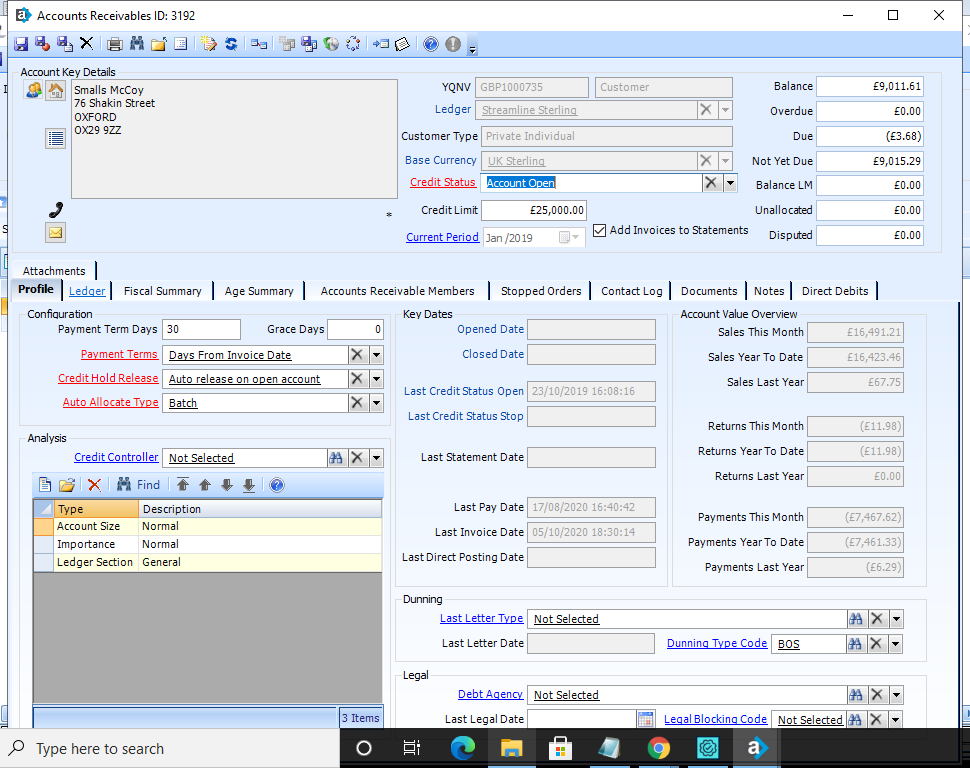 Accounts Receivables ID: 3192
Account Key Details
Smalls McCoy
76 Shakin Street
OXFORD
OX29 9ZZ
*
YQNV GBP1000735 Customer
Ledger Streamline Sterling
Customer Type Private Individual
Base Currency UK Sterling
Credit Status Account Open
Credit Limit £25,000.00
Current Period Jan /2019
Add Invoices to Statements
Balance £9,011.61
Overdue £0.00
Due (£3.68)
Not Yet Due £9,015.29
Balance LM £0.00
Unallocated £0.00
Disputed £0.00
Attachments
Profile Ledger Fiscal Summary Age Summary Accounts Receivable Members Stopped Orders Contact Log Documents Notes Direct Debits
Configuration
Payment Term Days 30 Grace Days 0
Payment Terms Days From Invoice Date
Credit Hold Release Auto release on open account
Auto Allocate Type Batch
Analysis
Credit Controller Not Selected
Find
Type Description
Account Size Normal
Importance Normal
Ledger Section General
3 Items
Key Dates
Opened Date
Closed Date
Last Credit Status Open 23/10/2019 16:08:16
Last Credit Status Stop
Last Statement Date
Last Pay Date 17/08/2020 16:40:42
Last Invoice Date 05/10/2020 18:30:14
Last Direct Posting Date
Account Value Overview
Sales This Month £16,491.21
Sales Year To Date £16,423.46
Sales Last Year £67.75
Returns This Month (£11.98)
Returns Year To Date (£11.98)
Returns Last Year £0.00
Payments This Month (£7,467.62)
Payments Year To Date (£7,461.33)
Payments Last Year (£6.29)
Dunning
Last Letter Type Not Selected
Last Letter Date Dunning Type Code BOS
Legal
Debt Agency Not Selected
Last Legal Date Legal Blocking Code Not Selected
Type here to search